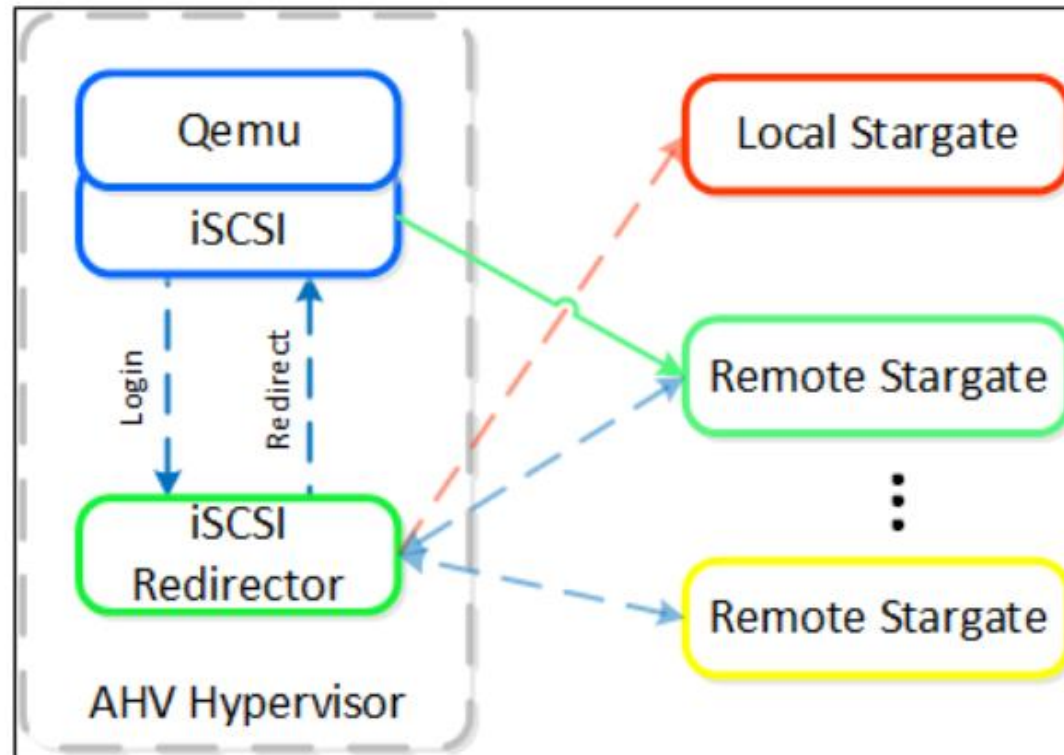 Qemu
iSCSI
Login
Redirect
iSCSI
Redirector
AHV Hypervisor
Local Stargate
Remote Stargate
Remote Stargate